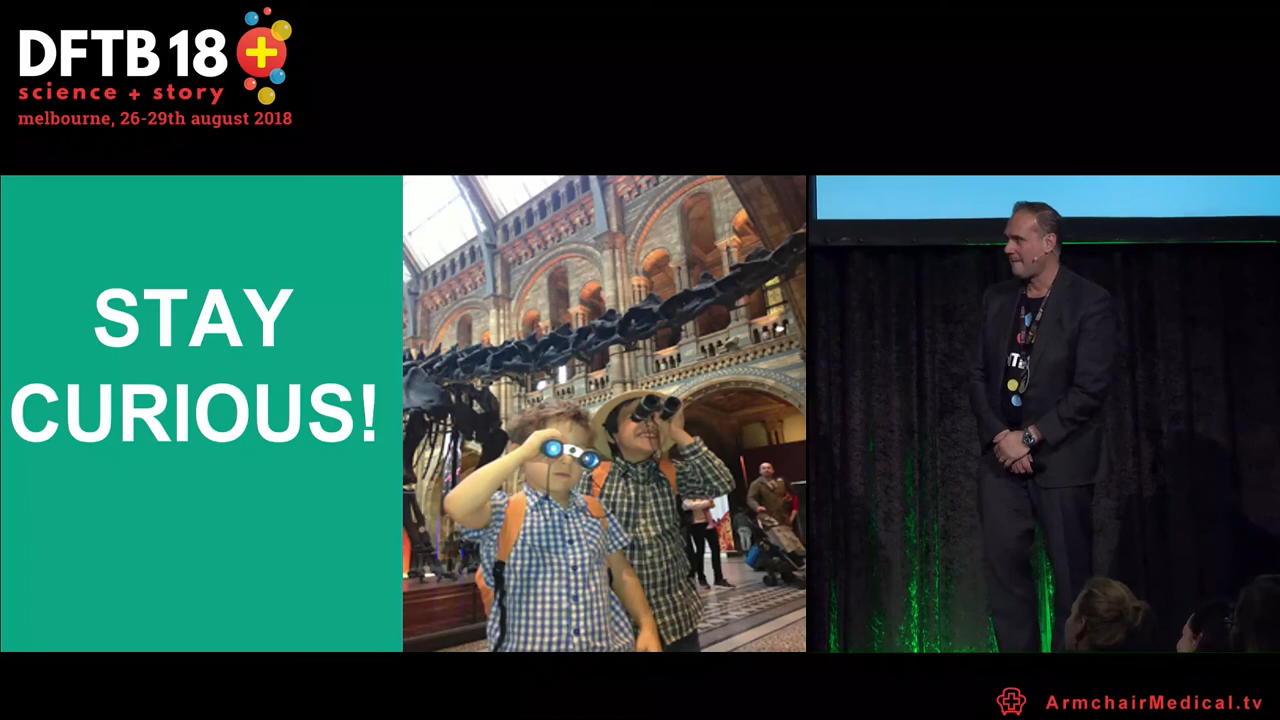 DFTB 18
science + story
melbourne, 26-29th august 2018
STAY
CURIOUS!
ArmchairMedical.tv